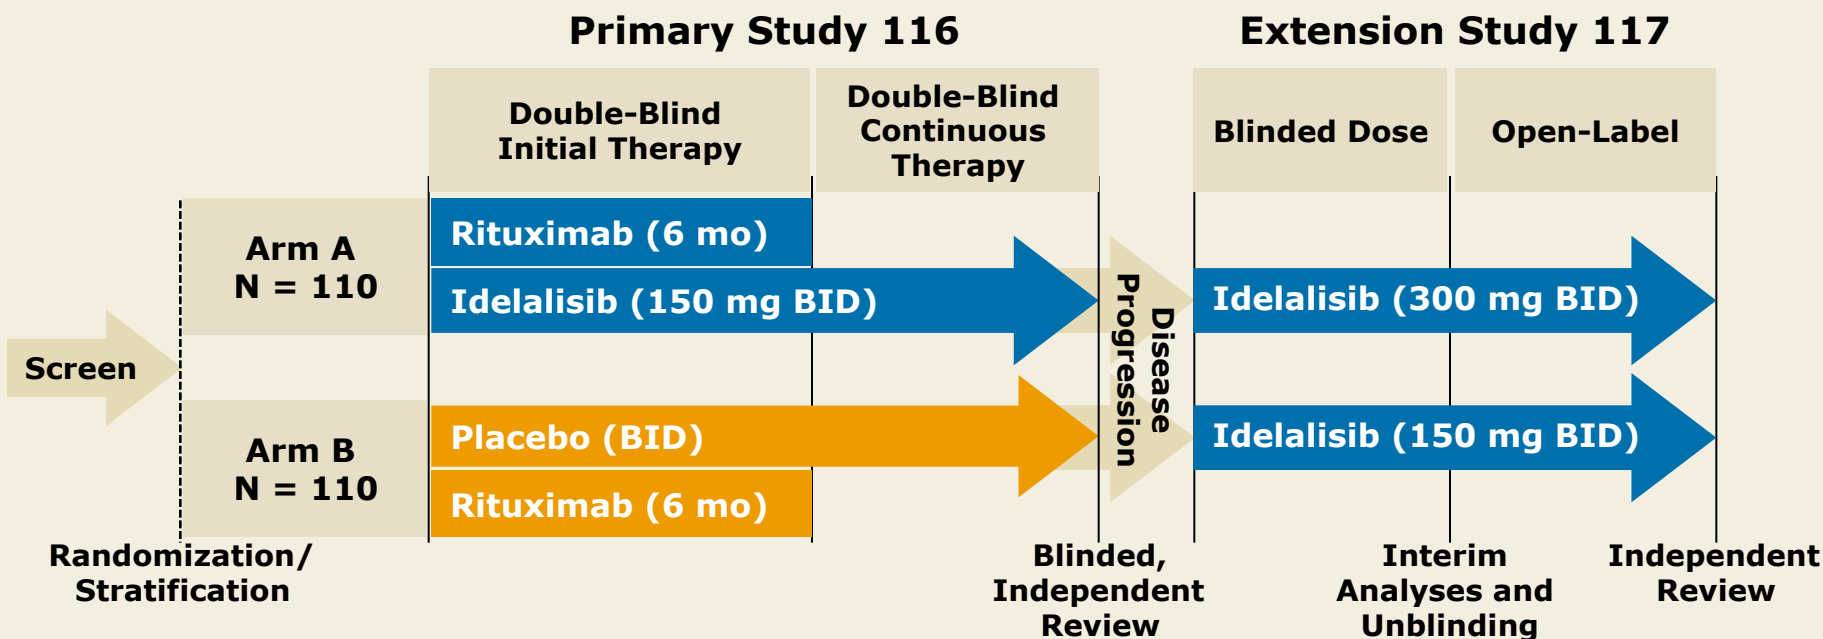 Primary Study 116
Extension Study 117
Double-Blind
Initial Therapy
Double-Blind
Continuous
Therapy
Blinded Dose
Open-Label
Screen
Arm A
N = 110
Rituximab (6 mo)
Idelalisib (150 mg BID)
Disease
Progression
Idelalisib (300 mg BID)
Arm B
N = 110
Placebo (BID)
Rituximab (6 mo)
Idelalisib (150 mg BID)
Randomization/
Stratification
Blinded,
Independent
Review
Interim
Analyses and
Unblinding
Independent
Review